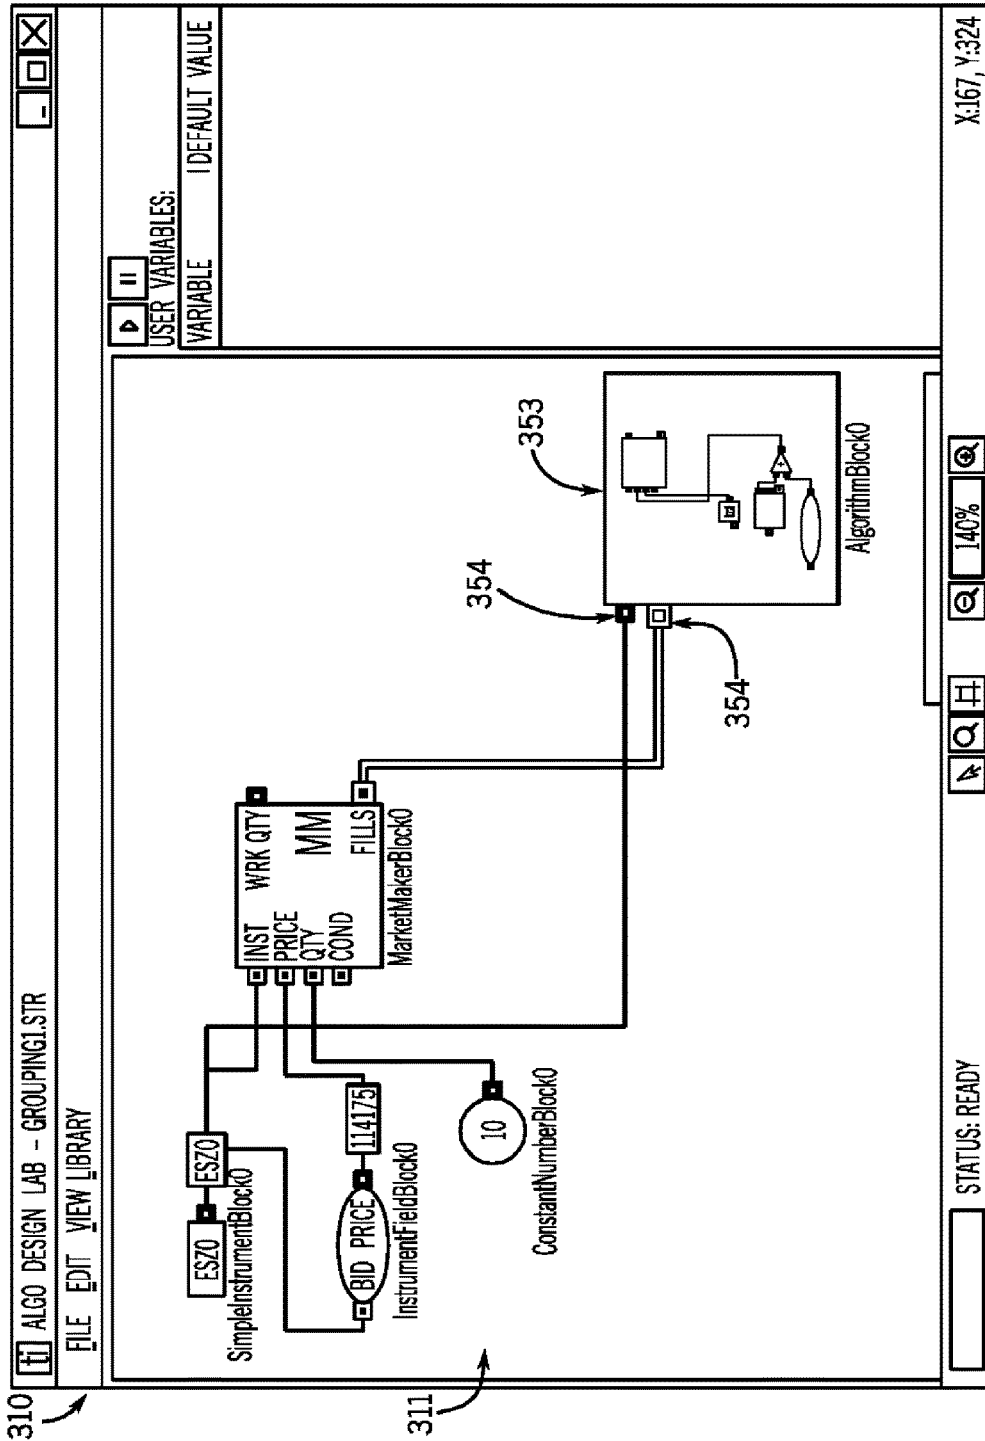 310
ti ALGO DESIGN LAB - GROUPING1.STR
FILE EDIT VIEW LIBRARY
USER VARIABLES:
VARIABLE | DEFAULT VALUE
ESZ0
ESZ0
SimpleInstrumentBlock0
INST
PRICE
QTY
COND
WRK QTY
MM
FILLS
MarketMakerBlock0
BID PRICE
114175
InstrumentFieldBlock0
10
ConstantNumberBlock0
311
353
354
354
AlgorithmBlock0
STATUS: READY
140%
X:167, Y:324